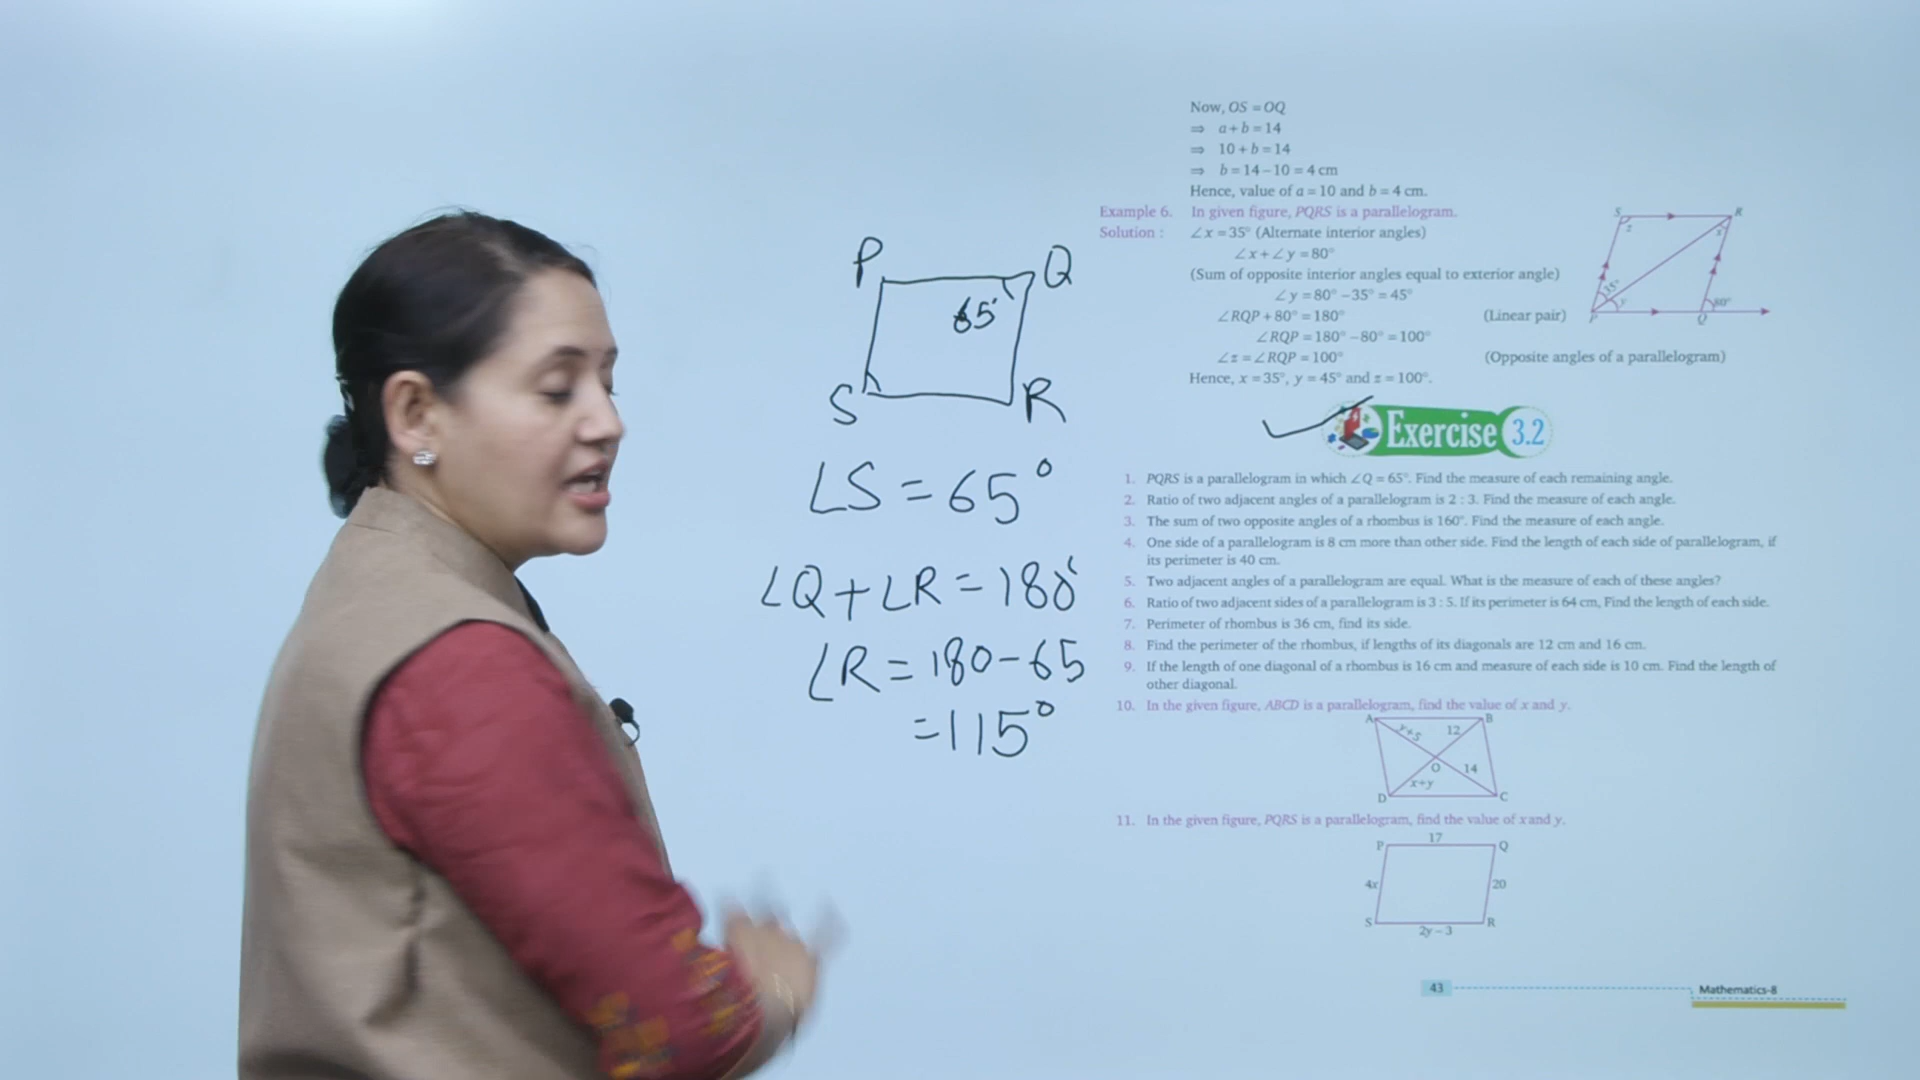 P
Q
65°
S
R
∠S = 65°
∠Q + ∠R = 180°
∠R = 180 - 65
= 115°
Now, OS = OQ
⇒ a + b = 14
⇒ 10 + b = 14
⇒ b = 14 – 10 = 4 cm
Hence, value of a = 10 and b = 4 cm.
Example 6. In given figure, PQRS is a parallelogram.
Solution : ∠x = 35° (Alternate interior angles)
∠x + ∠y = 80°
(Sum of opposite interior angles equal to exterior angle)
∠y = 80° – 35° = 45°
∠RQP + 80° = 180° (Linear pair)
∠RQP = 180° – 80° = 100°
∠z = ∠RQP = 100° (Opposite angles of a parallelogram)
Hence, x = 35°, y = 45° and z = 100°.
S
R
z
x
35°
y
80°
P
Q
Exercise 3.2
1. PQRS is a parallelogram in which ∠Q = 65°. Find the measure of each remaining angle.
2. Ratio of two adjacent angles of a parallelogram is 2 : 3. Find the measure of each angle.
3. The sum of two opposite angles of a rhombus is 160°. Find the measure of each angle.
4. One side of a parallelogram is 8 cm more than other side. Find the length of each side of parallelogram, if
its perimeter is 40 cm.
5. Two adjacent angles of a parallelogram are equal. What is the measure of each of these angles?
6. Ratio of two adjacent sides of a parallelogram is 3 : 5. If its perimeter is 64 cm, Find the length of each side.
7. Perimeter of rhombus is 36 cm, find its side.
8. Find the perimeter of the rhombus, if lengths of its diagonals are 12 cm and 16 cm.
9. If the length of one diagonal of a rhombus is 16 cm and measure of each side is 10 cm. Find the length of
other diagonal.
10. In the given figure, ABCD is a parallelogram, find the value of x and y.
A
B
x+5
12
O
14
x+y
D
C
11. In the given figure, PQRS is a parallelogram, find the value of x and y.
17
P
Q
4x
20
S
R
2y – 3
43
Mathematics-8